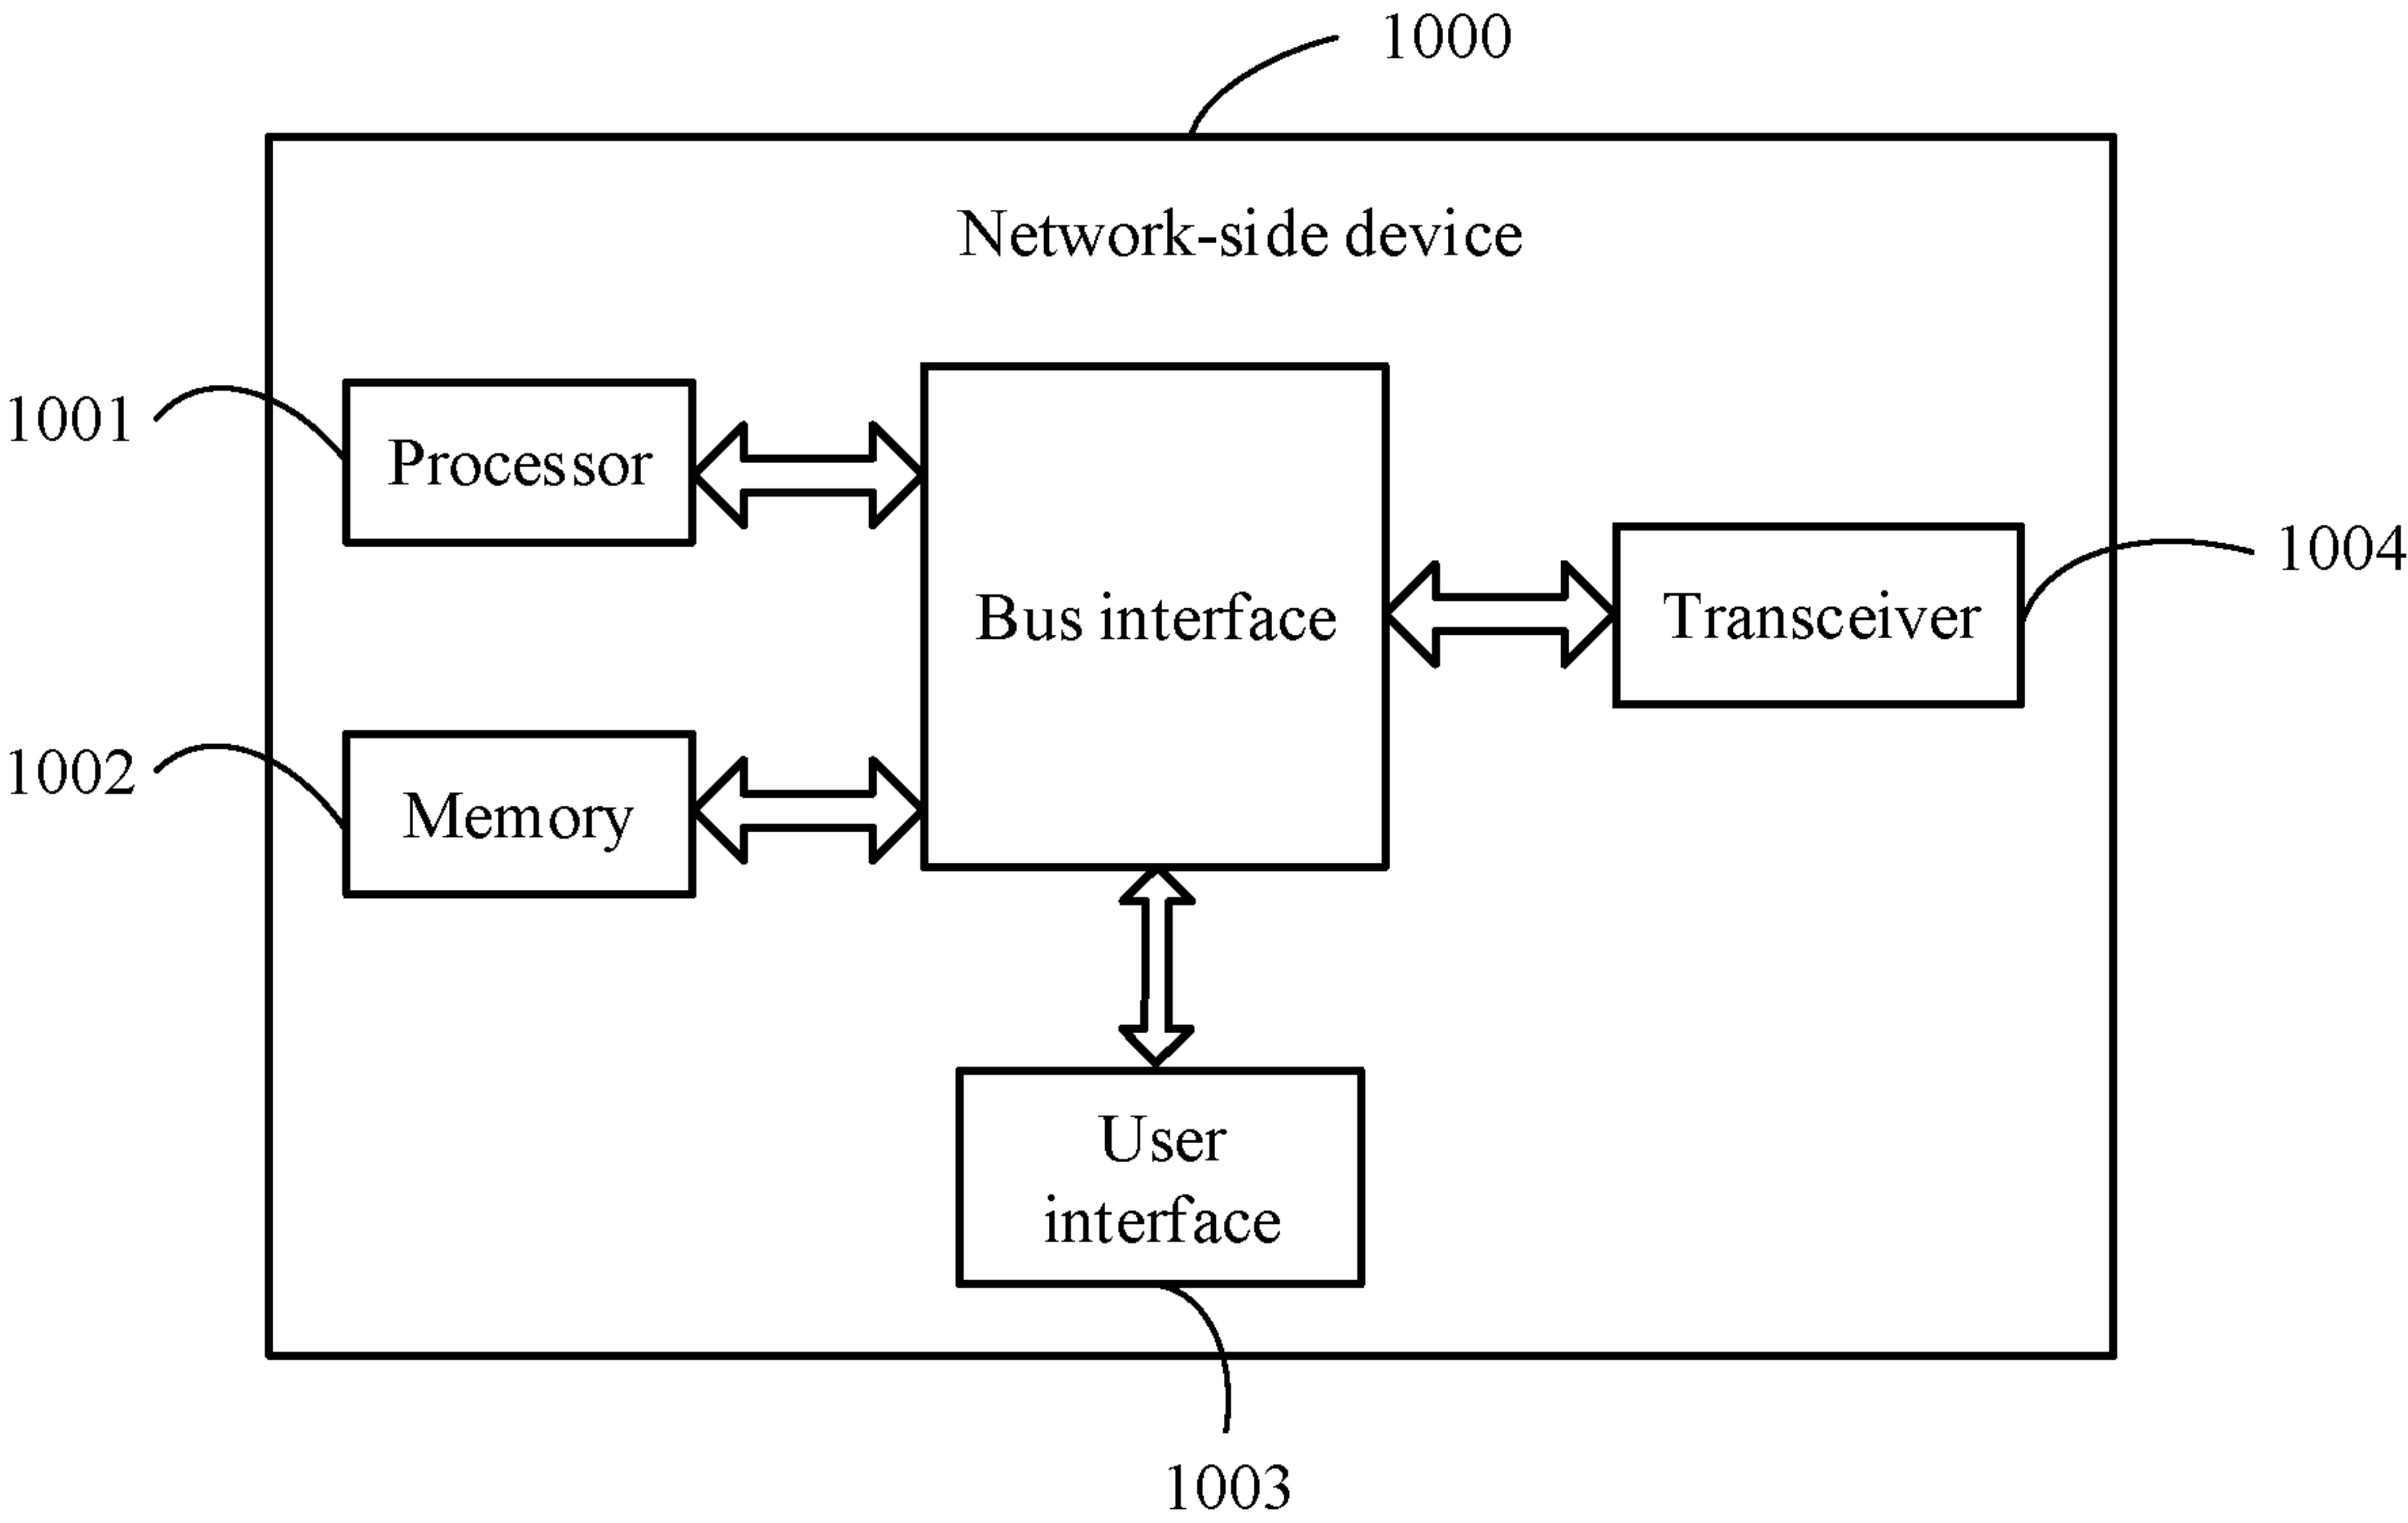 1000
Network-side device
1001
Processor
Bus interface
Transceiver
1004
1002
Memory
User
interface
1003